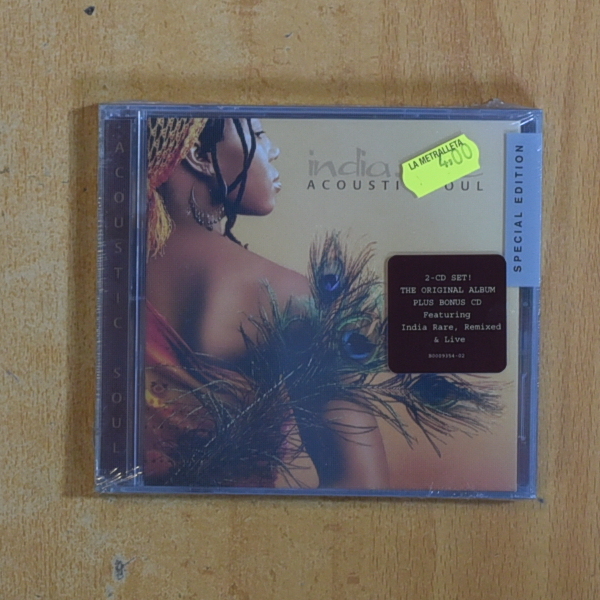 ACOUSTIC SOUL
india.
ACOUSTIC SOUL
LA METRALLETA
4,00
SPECIAL EDITION
2-CD SET!
THE ORIGINAL ALBUM
PLUS BONUS CD
Featuring
India Rare, Remixed
& Live